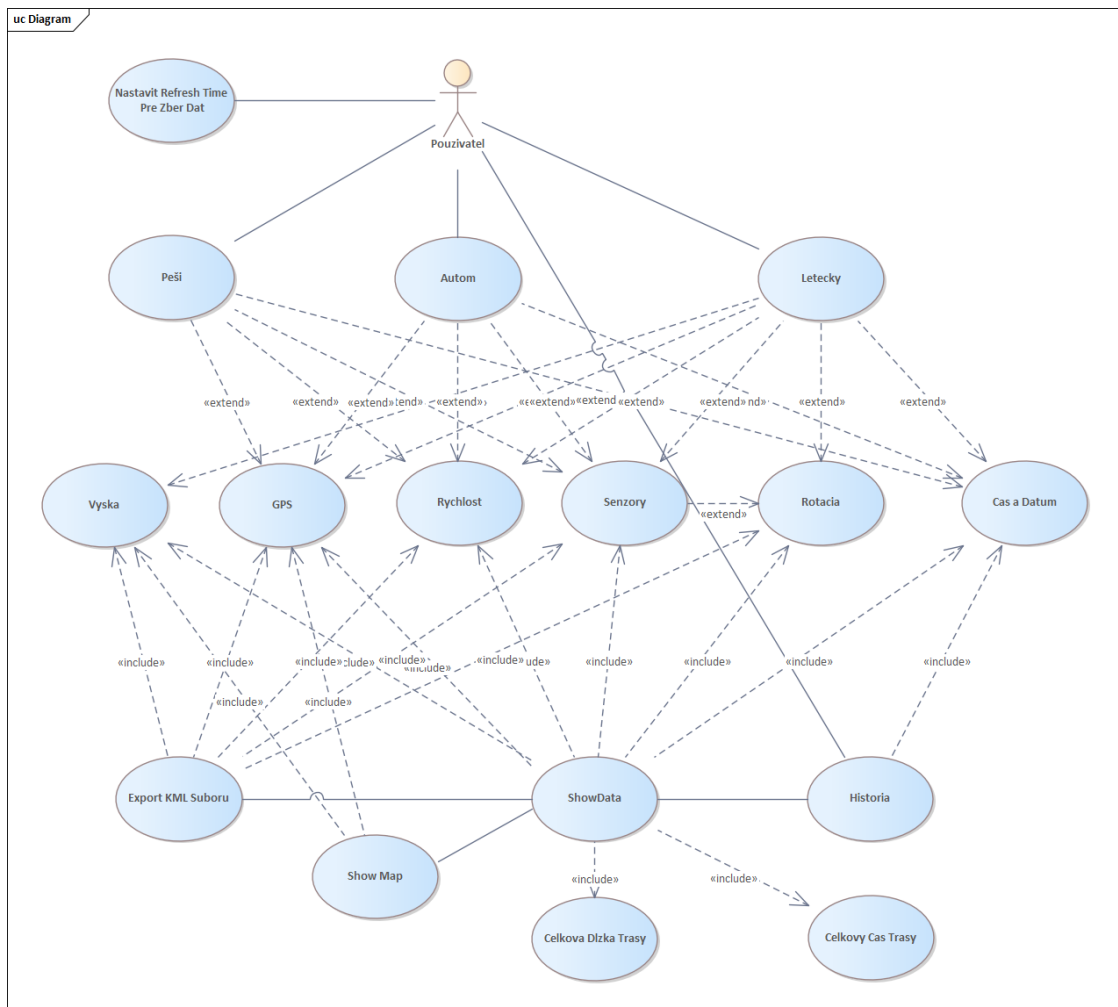 uc Diagram
Nastavit Refresh Time
Pre Zber Dat
Pouzivatel
Peši
Autom
Letecky
«extend»
«extend»
«extend»
«extend»
«extend»
«extend»
«extend»
«extend»
Vyska
GPS
Rychlost
Senzory
Rotacia
Cas a Datum
«extend»
«include»
«include»
«include»
«include»
«include»
«include»
«include»
«include»
«include»
«include»
«include»
«include»
Export KML Suboru
ShowData
Historia
Show Map
«include»
«include»
Celkova Dlzka Trasy
Celkovy Cas Trasy